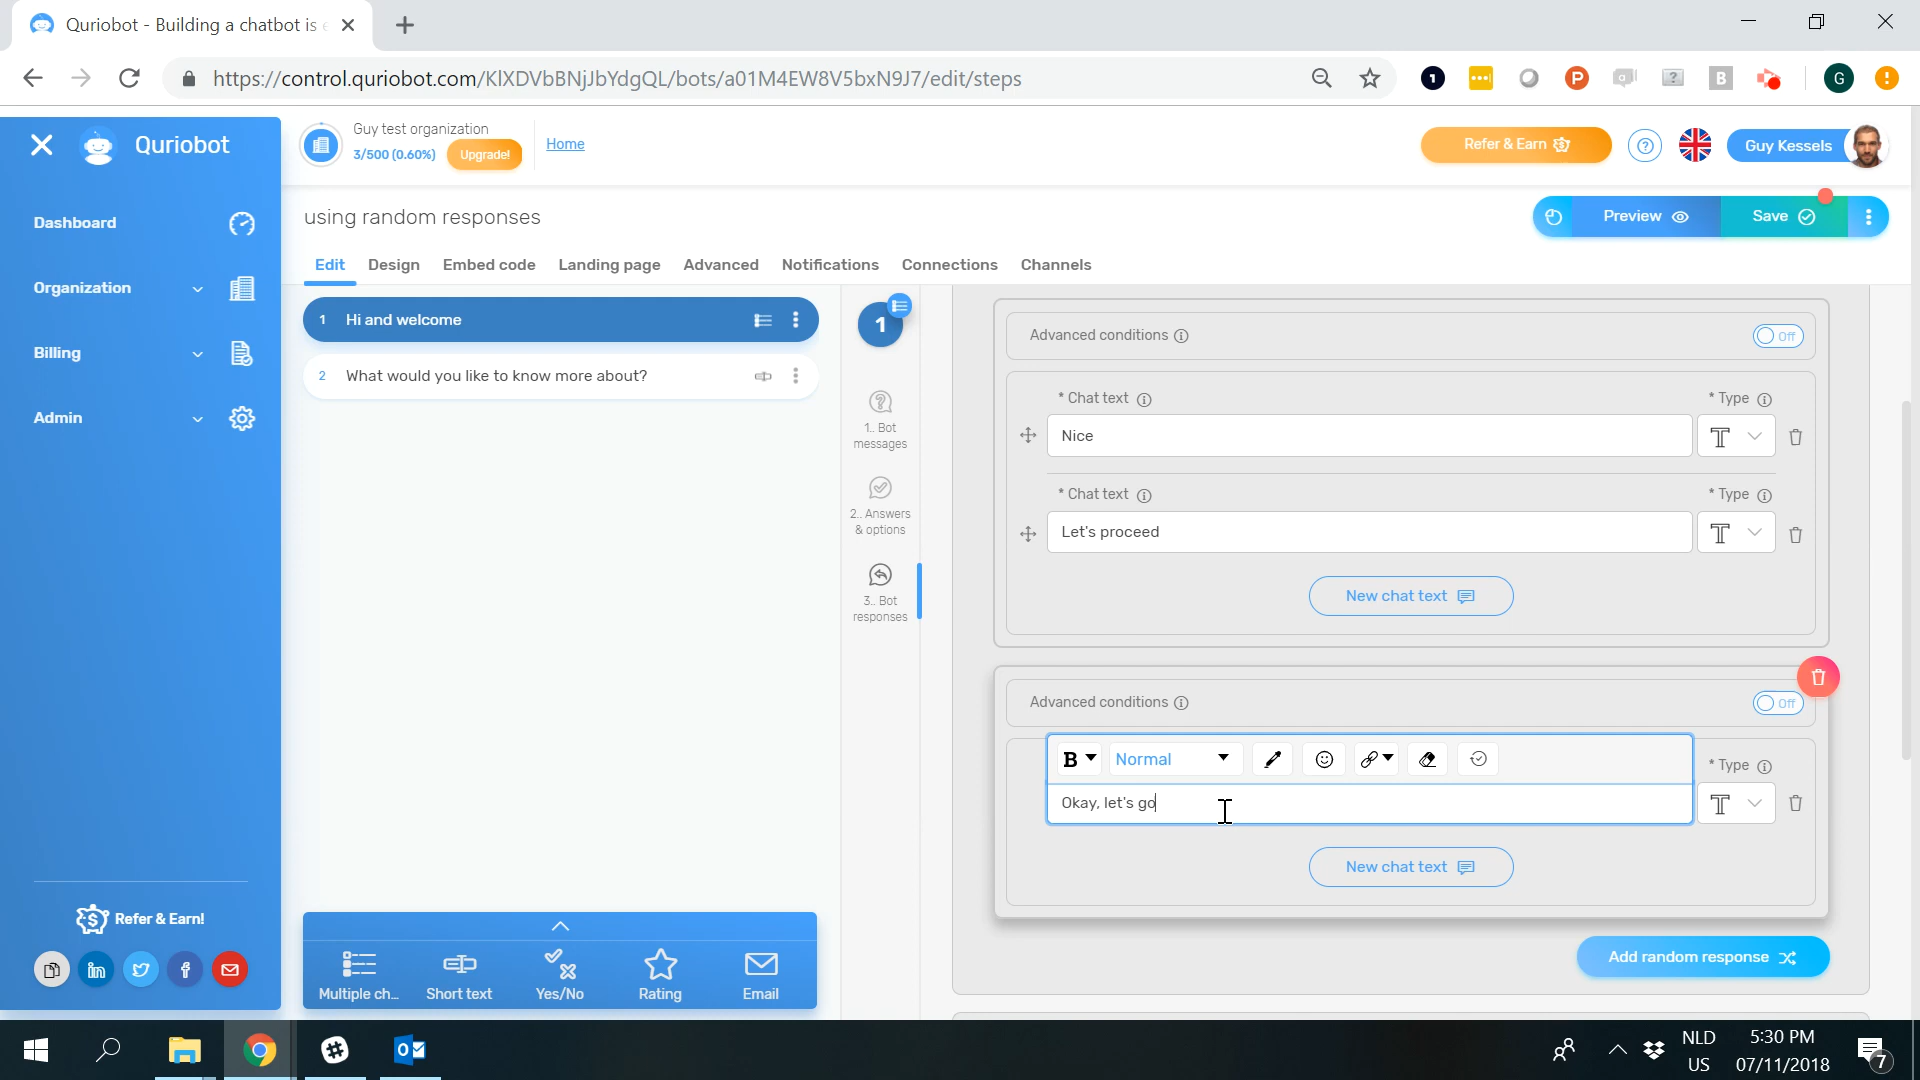 Quriobot - Building a chatbot is e
https://control.quriobot.com/KlXDVbBNjJbYdgQL/bots/a01M4EW8V5bxN9J7/edit/steps
1
P
a
?
B
G
Quriobot
Guy test organization
3/500 (0.60%)
Upgrade!
Home
Refer & Earn
Guy Kessels
Dashboard
Organization
Billing
Admin
using random responses
Preview
Save
Edit
Design
Embed code
Landing page
Advanced
Notifications
Connections
Channels
1 Hi and welcome
2 What would you like to know more about?
1
1.. Bot
messages
2.. Answers
& options
3.. Bot
responses
Advanced conditions
Off
* Chat text
* Type
Nice
* Chat text
* Type
Let's proceed
New chat text
Advanced conditions
Off
B
Normal
* Type
Okay, let's go
New chat text
Add random response
Refer & Earn!
Multiple ch...
Short text
Yes/No
Rating
Email
NLD
US
5:30 PM
07/11/2018
7